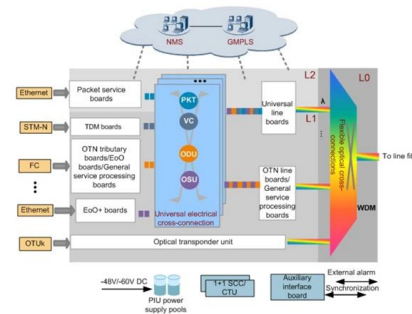 NMS
GMPLS
L2
L0
Ethernet
Packet service
boards
PKT
Universal
line
boards
L1
STM-N
TDM boards
VC
FC
OTN tributary
boards/EoO
boards/General
service processing
boards
ODU
OSU
OTN line
boards/
General
service
processing
boards
Flexible optical cross-
connections
To line fi
Ethernet
EoO+ boards
Universal electrical
cross-connection
WDM
OTUk
Optical transponder unit
-48V/-60V DC
PIU power
supply pools
1+1 SCC/
CTU
Auxiliary
interface
board
External alarm
Synchronization